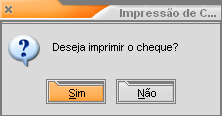 Impressão de C...
Deseja imprimir o cheque?
Sim
Não